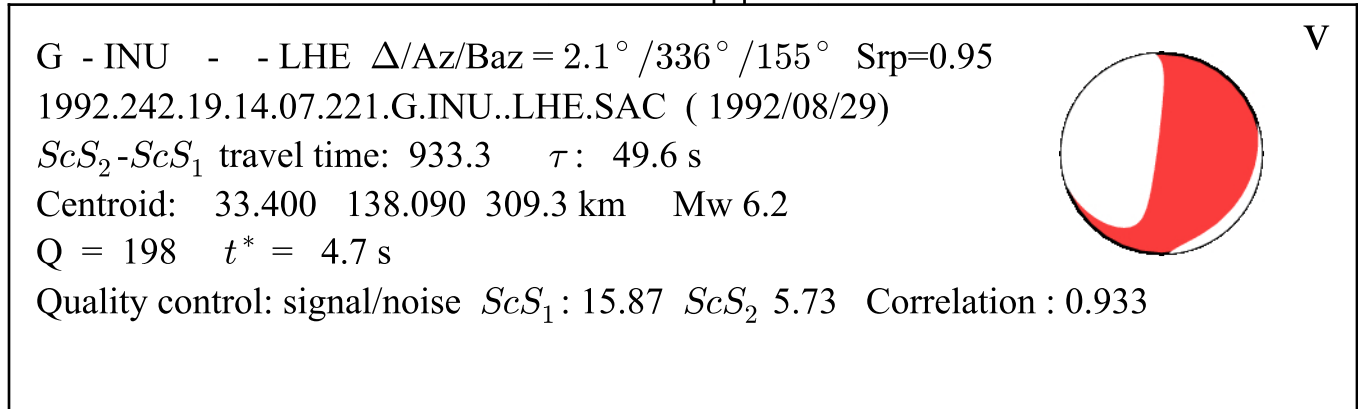 V
G - INU - - LHE Δ/Az/Baz = 2.1° /336° /155° Srp=0.95
1992.242.19.14.07.221.G.INU..LHE.SAC ( 1992/08/29)
ScS₂-ScS₁ travel time: 933.3 τ : 49.6 s
Centroid: 33.400 138.090 309.3 km Mw 6.2
Q = 198 t* = 4.7 s
Quality control: signal/noise ScS₁ : 15.87 ScS₂ 5.73 Correlation : 0.933